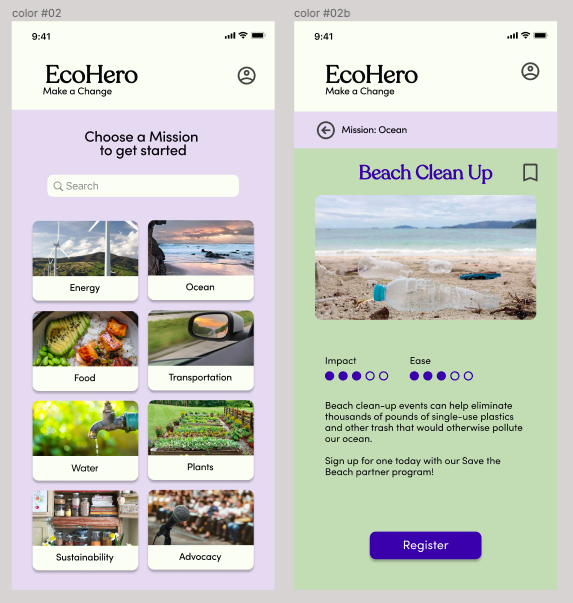 color #02
9:41
EcoHero
Make a Change
Choose a Mission
to get started
Search
Energy
Ocean
Food
Transportation
Water
Plants
Sustainability
Advocacy
color #02b
9:41
EcoHero
Make a Change
Mission: Ocean
Beach Clean Up
Impact
Ease
Beach clean-up events can help eliminate
thousands of pounds of single-use plastics
and other trash that would otherwise pollute
our ocean.
Sign up for one today with our Save the
Beach partner program!
Register